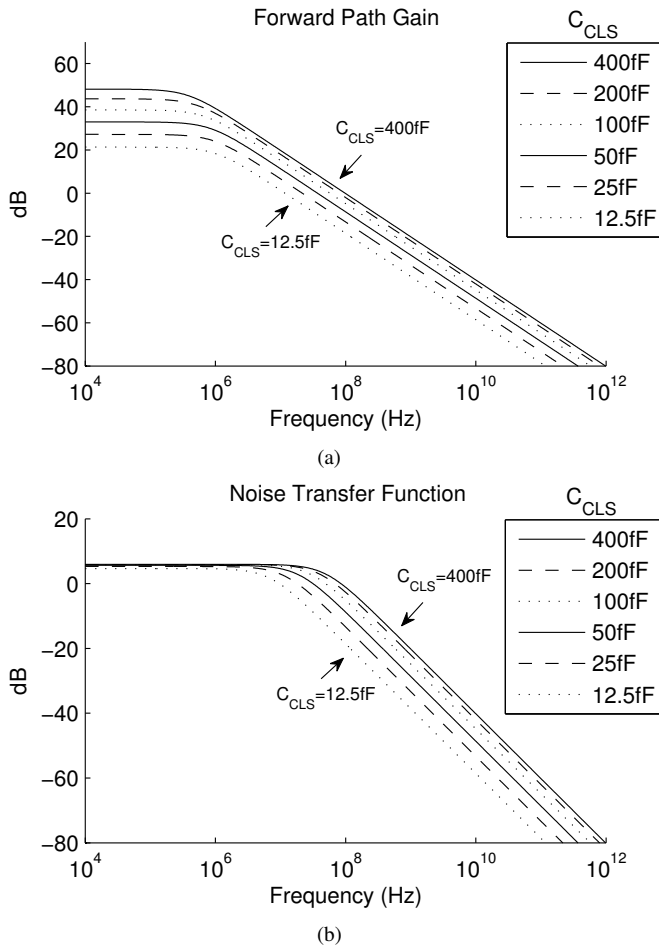 Forward Path Gain
C_CLS
400fF
200fF
100fF
50fF
25fF
12.5fF
60
40
20
0
−20
−40
−60
−80
dB
C_CLS=400fF
C_CLS=12.5fF
10^4
10^6
10^8
10^10
10^12
Frequency (Hz)
(a)
Noise Transfer Function
C_CLS
400fF
200fF
100fF
50fF
25fF
12.5fF
20
0
−20
−40
−60
−80
dB
C_CLS=400fF
C_CLS=12.5fF
10^4
10^6
10^8
10^10
10^12
Frequency (Hz)
(b)